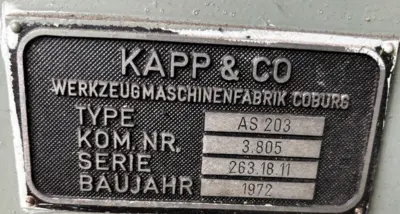 KAPP & CO
WERKZEUGMASCHINENFABRIK COBURG
TYPE AS 203
KOM. NR. 3.805
SERIE 263.18.11
BAUJAHR 1972